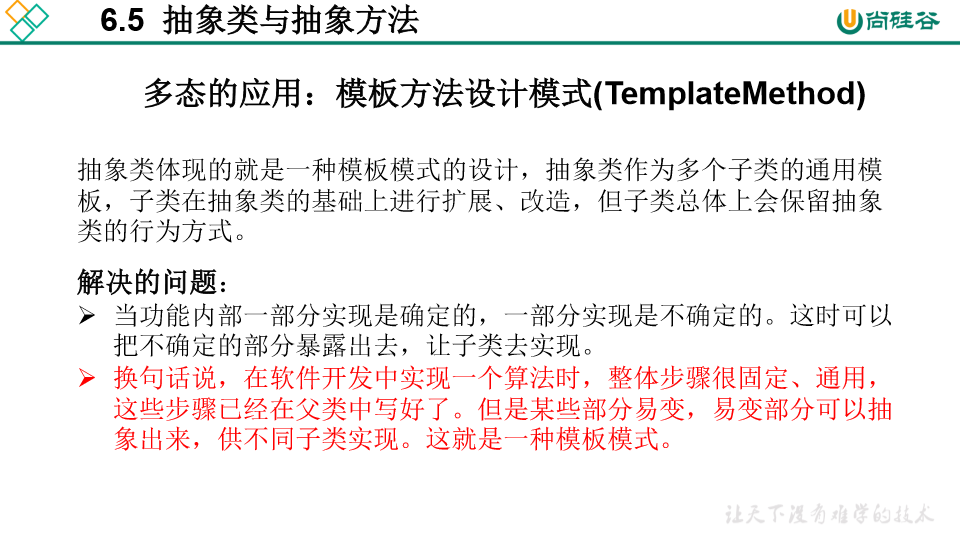 6.5 抽象类与抽象方法
尚硅谷
多态的应用：模板方法设计模式(TemplateMethod)
抽象类体现的就是一种模板模式的设计，抽象类作为多个子类的通用模
板，子类在抽象类的基础上进行扩展、改造，但子类总体上会保留抽象
类的行为方式。
解决的问题：
➢ 当功能内部一部分实现是确定的，一部分实现是不确定的。这时可以
把不确定的部分暴露出去，让子类去实现。
➢ 换句话说，在软件开发中实现一个算法时，整体步骤很固定、通用，
这些步骤已经在父类中写好了。但是某些部分易变，易变部分可以抽
象出来，供不同子类实现。这就是一种模板模式。
让天下没有难学的技术